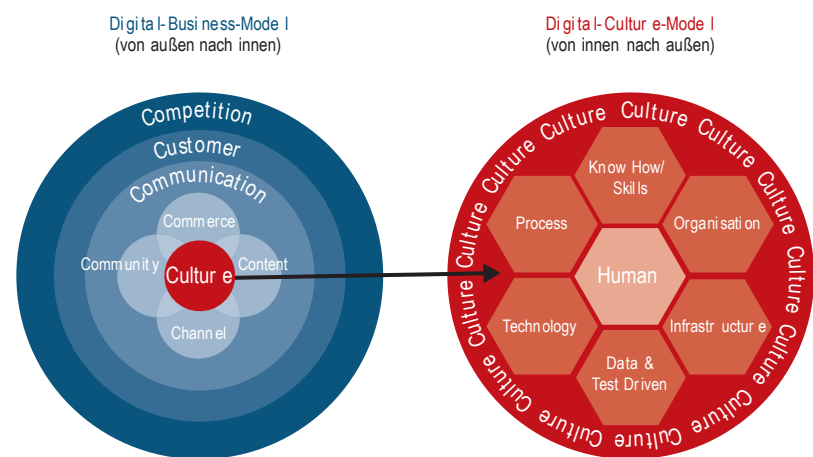 Digital-Business-Model
(von außen nach innen)
Competition
Customer
Communication
Commerce
Community
Culture
Content
Channel
Digital-Culture-Model
(von innen nach außen)
Culture Culture Culture Culture Culture Culture Culture Culture Culture Culture Culture Culture Culture
Know How/
Skills
Process
Organisation
Human
Technology
Infrastructure
Data &
Test Driven